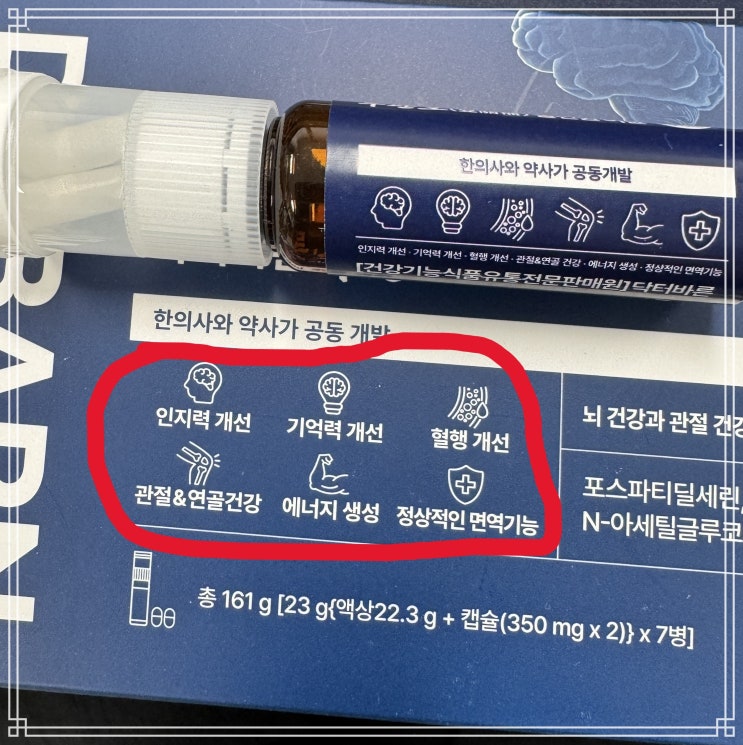 한의사와 약사가 공동개발
인지력 개선 · 기억력 개선 · 혈행 개선 · 관절&연골 건강 · 에너지 생성 · 정상적인 면역기능
[건강기능식품유통전문판매원] 닥터바른
BARN
한의사와 약사가 공동 개발
인지력 개선
기억력 개선
혈행 개선
관절&연골건강
에너지 생성
정상적인 면역기능
뇌 건강과 관절 건강
포스파티딜세린
N-아세틸글루코
총 161 g [23 g{액상22.3 g + 캡슐(350 mg x 2)} x 7병]